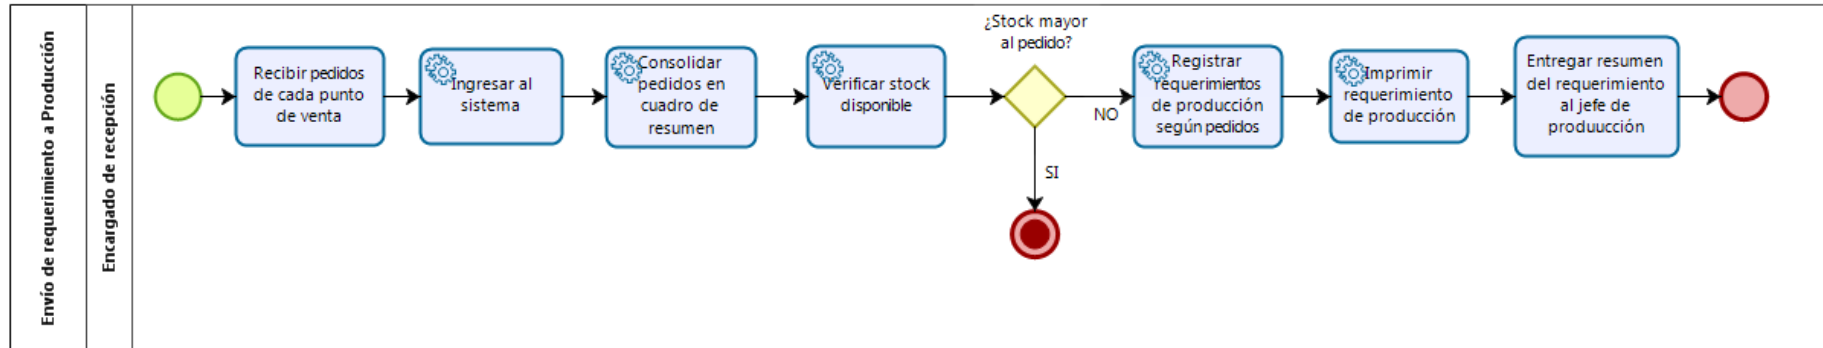 Envío de requerimiento a Producción
Encargado de recepción
Recibir pedidos
de cada punto
de venta
Ingresar al
sistema
Consolidar
pedidos en
cuadro de
resumen
Verificar stock
disponible
¿Stock mayor
al pedido?
NO
SI
Registrar
requerimientos
de producción
según pedidos
Imprimir
requerimiento
de producción
Entregar resumen
del requerimiento
al jefe de
produucción